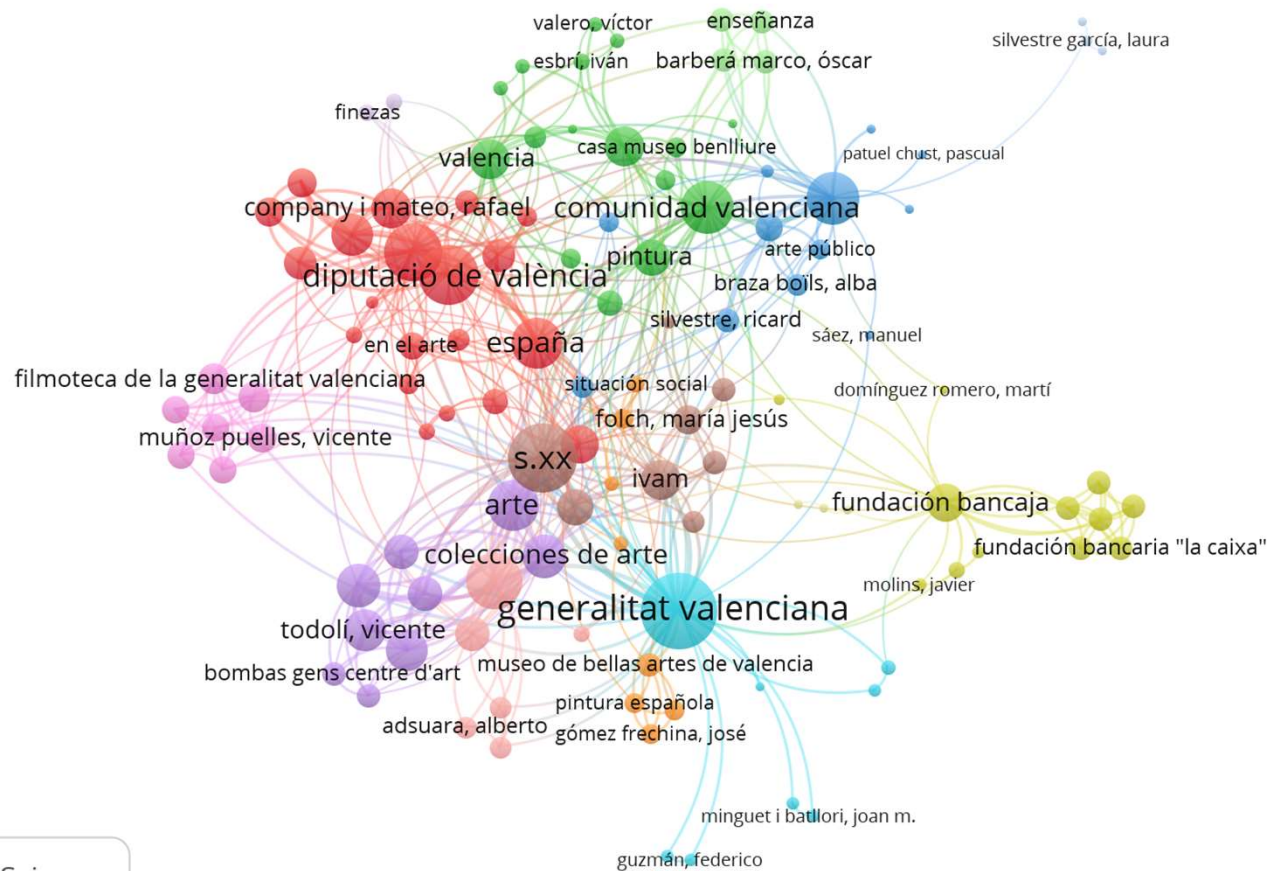 valero, víctor
enseñanza
silvestre garcía, laura
esbrí, iván
barberá marco, óscar
finezas
valencia
casa museo benlliure
patuel chust, pascual
company i mateo, rafael
comunidad valenciana
pintura
arte público
diputació de valència
braza boïls, alba
silvestre, ricard
sáez, manuel
en el arte
españa
filmoteca de la generalitat valenciana
situación social
domínguez romero, martí
folch, maría jesús
muñoz puelles, vicente
s.xx
ivam
arte
fundación bancaja
colecciones de arte
fundación bancaria "la caixa"
molins, javier
generalitat valenciana
todolí, vicente
bombas gens centre d'art
museo de bellas artes de valencia
pintura española
adsuara, alberto
gómez frechina, josé
minguet i batllori, joan m.
guzmán, federico